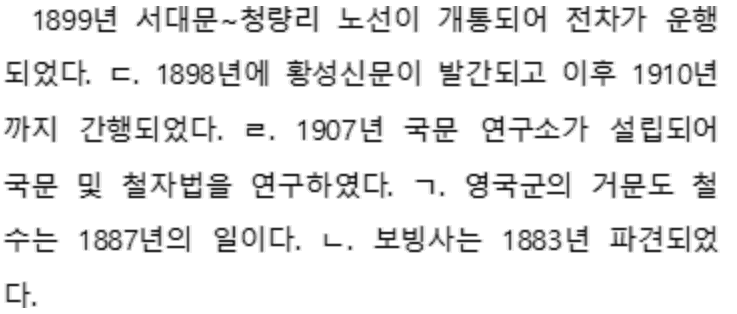 1899년 서대문~청량리 노선이 개통되어 전차가 운행
되었다. ㄷ. 1898년에 황성신문이 발간되고 이후 1910년
까지 간행되었다. ㄹ. 1907년 국문 연구소가 설립되어
국문 및 철자법을 연구하였다. ㄱ. 영국군의 거문도 철
수는 1887년의 일이다. ㄴ. 보빙사는 1883년 파견되었
다.